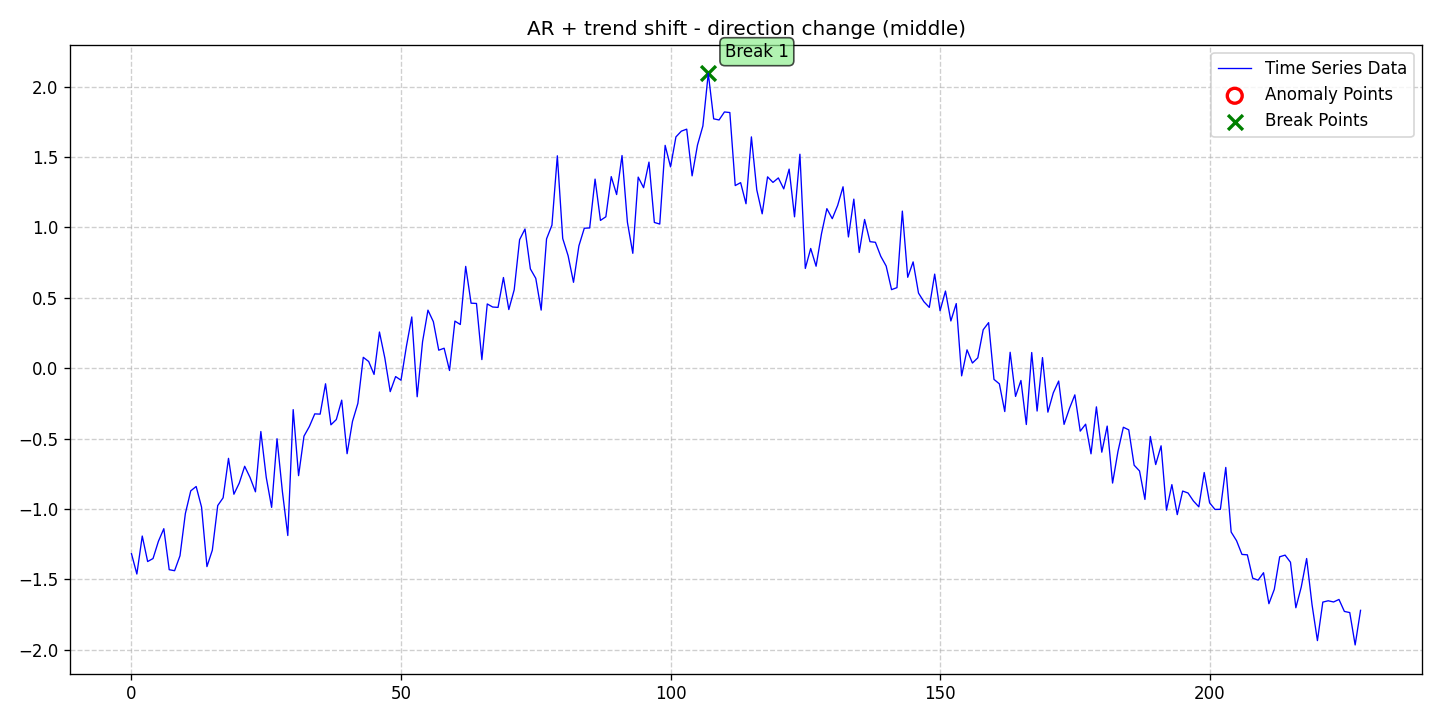 AR + trend shift - direction change (middle)
Break 1
Time Series Data
Anomaly Points
Break Points
2.0
1.5
1.0
0.5
0.0
−0.5
−1.0
−1.5
−2.0
0 50 100 150 200